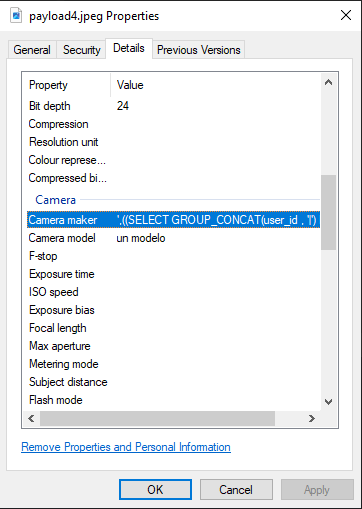 payload4.jpeg Properties
General Security Details Previous Versions
Property Value
Bit depth 24
Compression
Resolution unit
Colour represe...
Compressed bi...
Camera
Camera maker ',((SELECT GROUP_CONCAT(user_id , '|')
Camera model un modelo
F-stop
Exposure time
ISO speed
Exposure bias
Focal length
Max aperture
Metering mode
Subject distance
Flash mode
Remove Properties and Personal Information
OK Cancel Apply